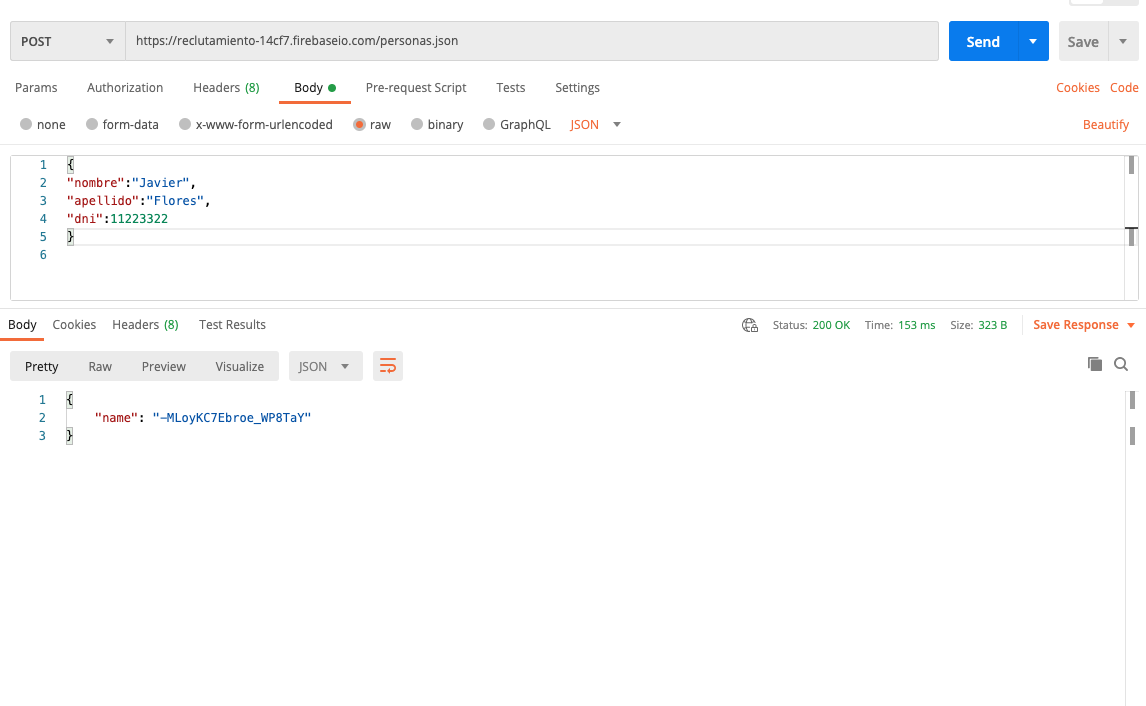 POST https://reclutamiento-14cf7.firebaseio.com/personas.json Send Save
Params Authorization Headers (8) Body Pre-request Script Tests Settings Cookies Code
none form-data x-www-form-urlencoded raw binary GraphQL JSON Beautify
1 {
2 "nombre":"Javier",
3 "apellido":"Flores",
4 "dni":11223322
5 }
6
Body Cookies Headers (8) Test Results Status: 200 OK Time: 153 ms Size: 323 B Save Response
Pretty Raw Preview Visualize JSON
1 {
2 "name": "-MLoyKC7Ebroe_WP8TaY"
3 }